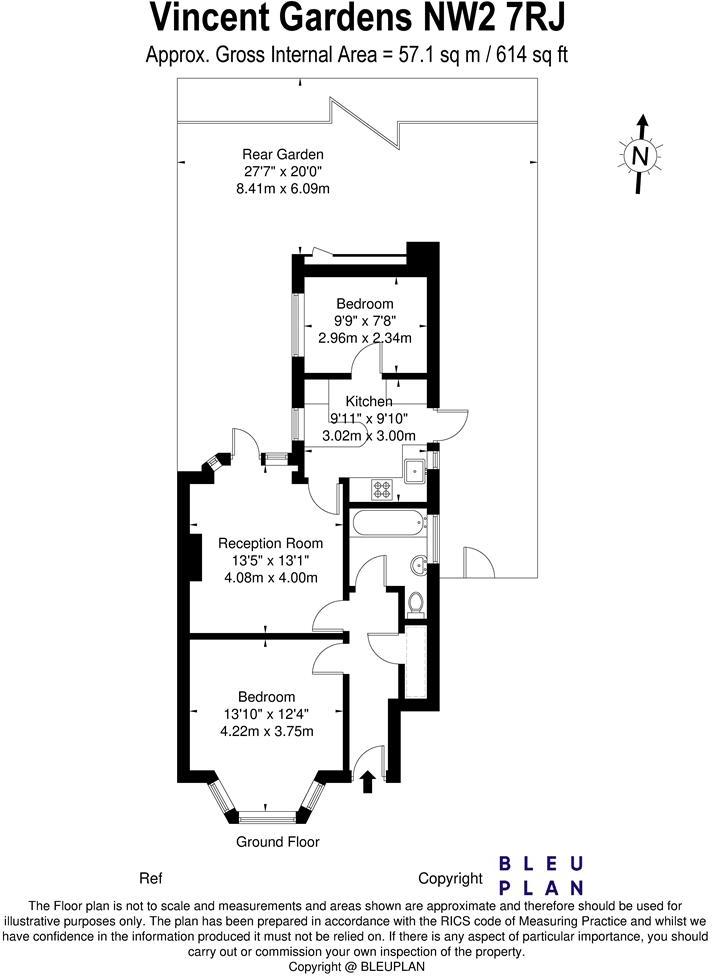 Vincent Gardens NW2 7RJ
Approx. Gross Internal Area = 57.1 sq m / 614 sq ft
N
Rear Garden
27'7" x 20'0"
8.41m x 6.09m
Bedroom
9'9" x 7'8"
2.96m x 2.34m
Kitchen
9'11" x 9'10"
3.02m x 3.00m
Reception Room
13'5" x 13'1"
4.08m x 4.00m
Bedroom
13'10" x 12'4"
4.22m x 3.75m
Ground Floor
Ref
Copyright
BLEU
PLAN
The Floor plan is not to scale and measurements and areas shown are approximate and therefore should be used for
illustrative purposes only. The plan has been prepared in accordance with the RICS code of Measuring Practice and whilst we
have confidence in the information produced it must not be relied on. If there is any aspect of particular importance, you should
carry out or commission your own inspection of the property.
Copyright @ BLEUPLAN